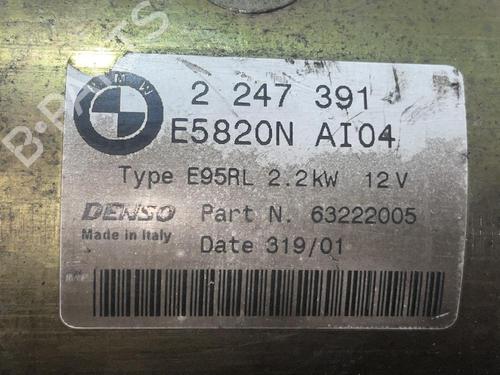 BMW
2 247 391
E5820N AI04
Type E95RL 2.2kW 12V
DENSO Part N. 63222005
Made in Italy
Date 319/01
B-PARTS